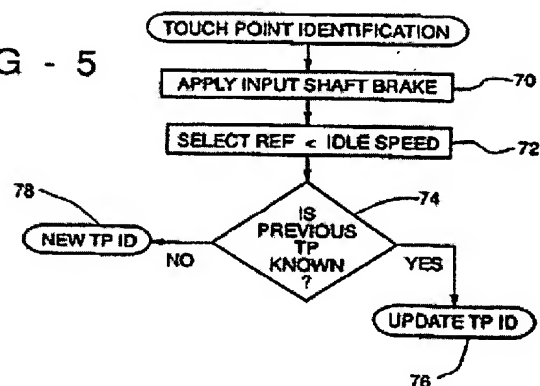 G - 5
TOUCH POINT IDENTIFICATION
APPLY INPUT SHAFT BRAKE
70
SELECT REF < IDLE SPEED
72
78
74
IS
PREVIOUS
TP
KNOWN
?
NEW TP ID
NO
YES
UPDATE TP ID
76